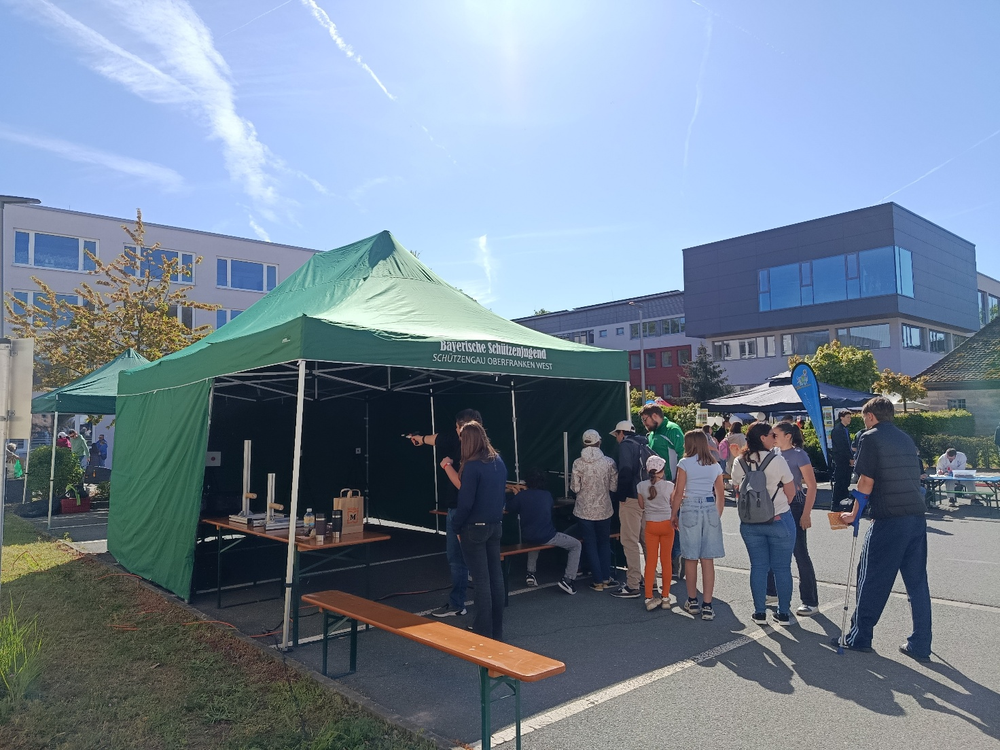 Bayerische Schützenjugend
SCHÜTZENGAU OBERFRANKEN WEST
M